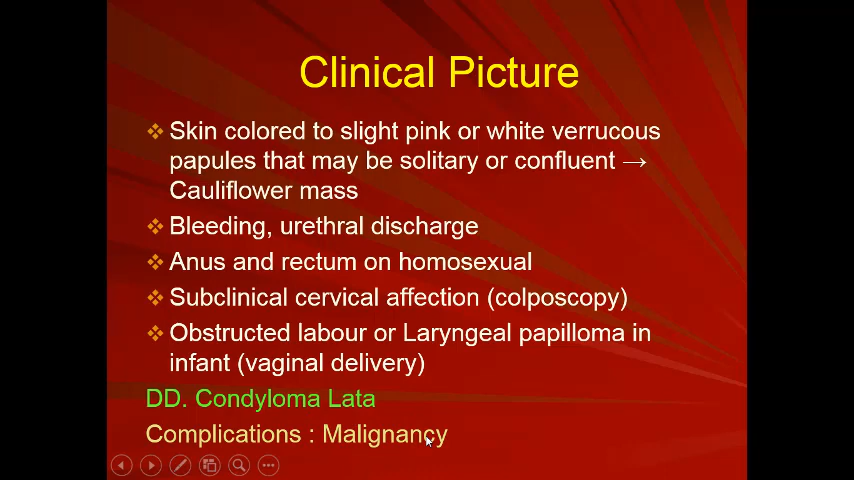 Clinical Picture
❖ Skin colored to slight pink or white verrucous
papules that may be solitary or confluent →
Cauliflower mass
❖ Bleeding, urethral discharge
❖ Anus and rectum on homosexual
❖ Subclinical cervical affection (colposcopy)
❖ Obstructed labour or Laryngeal papilloma in
infant (vaginal delivery)
DD. Condyloma Lata
Complications : Malignancy